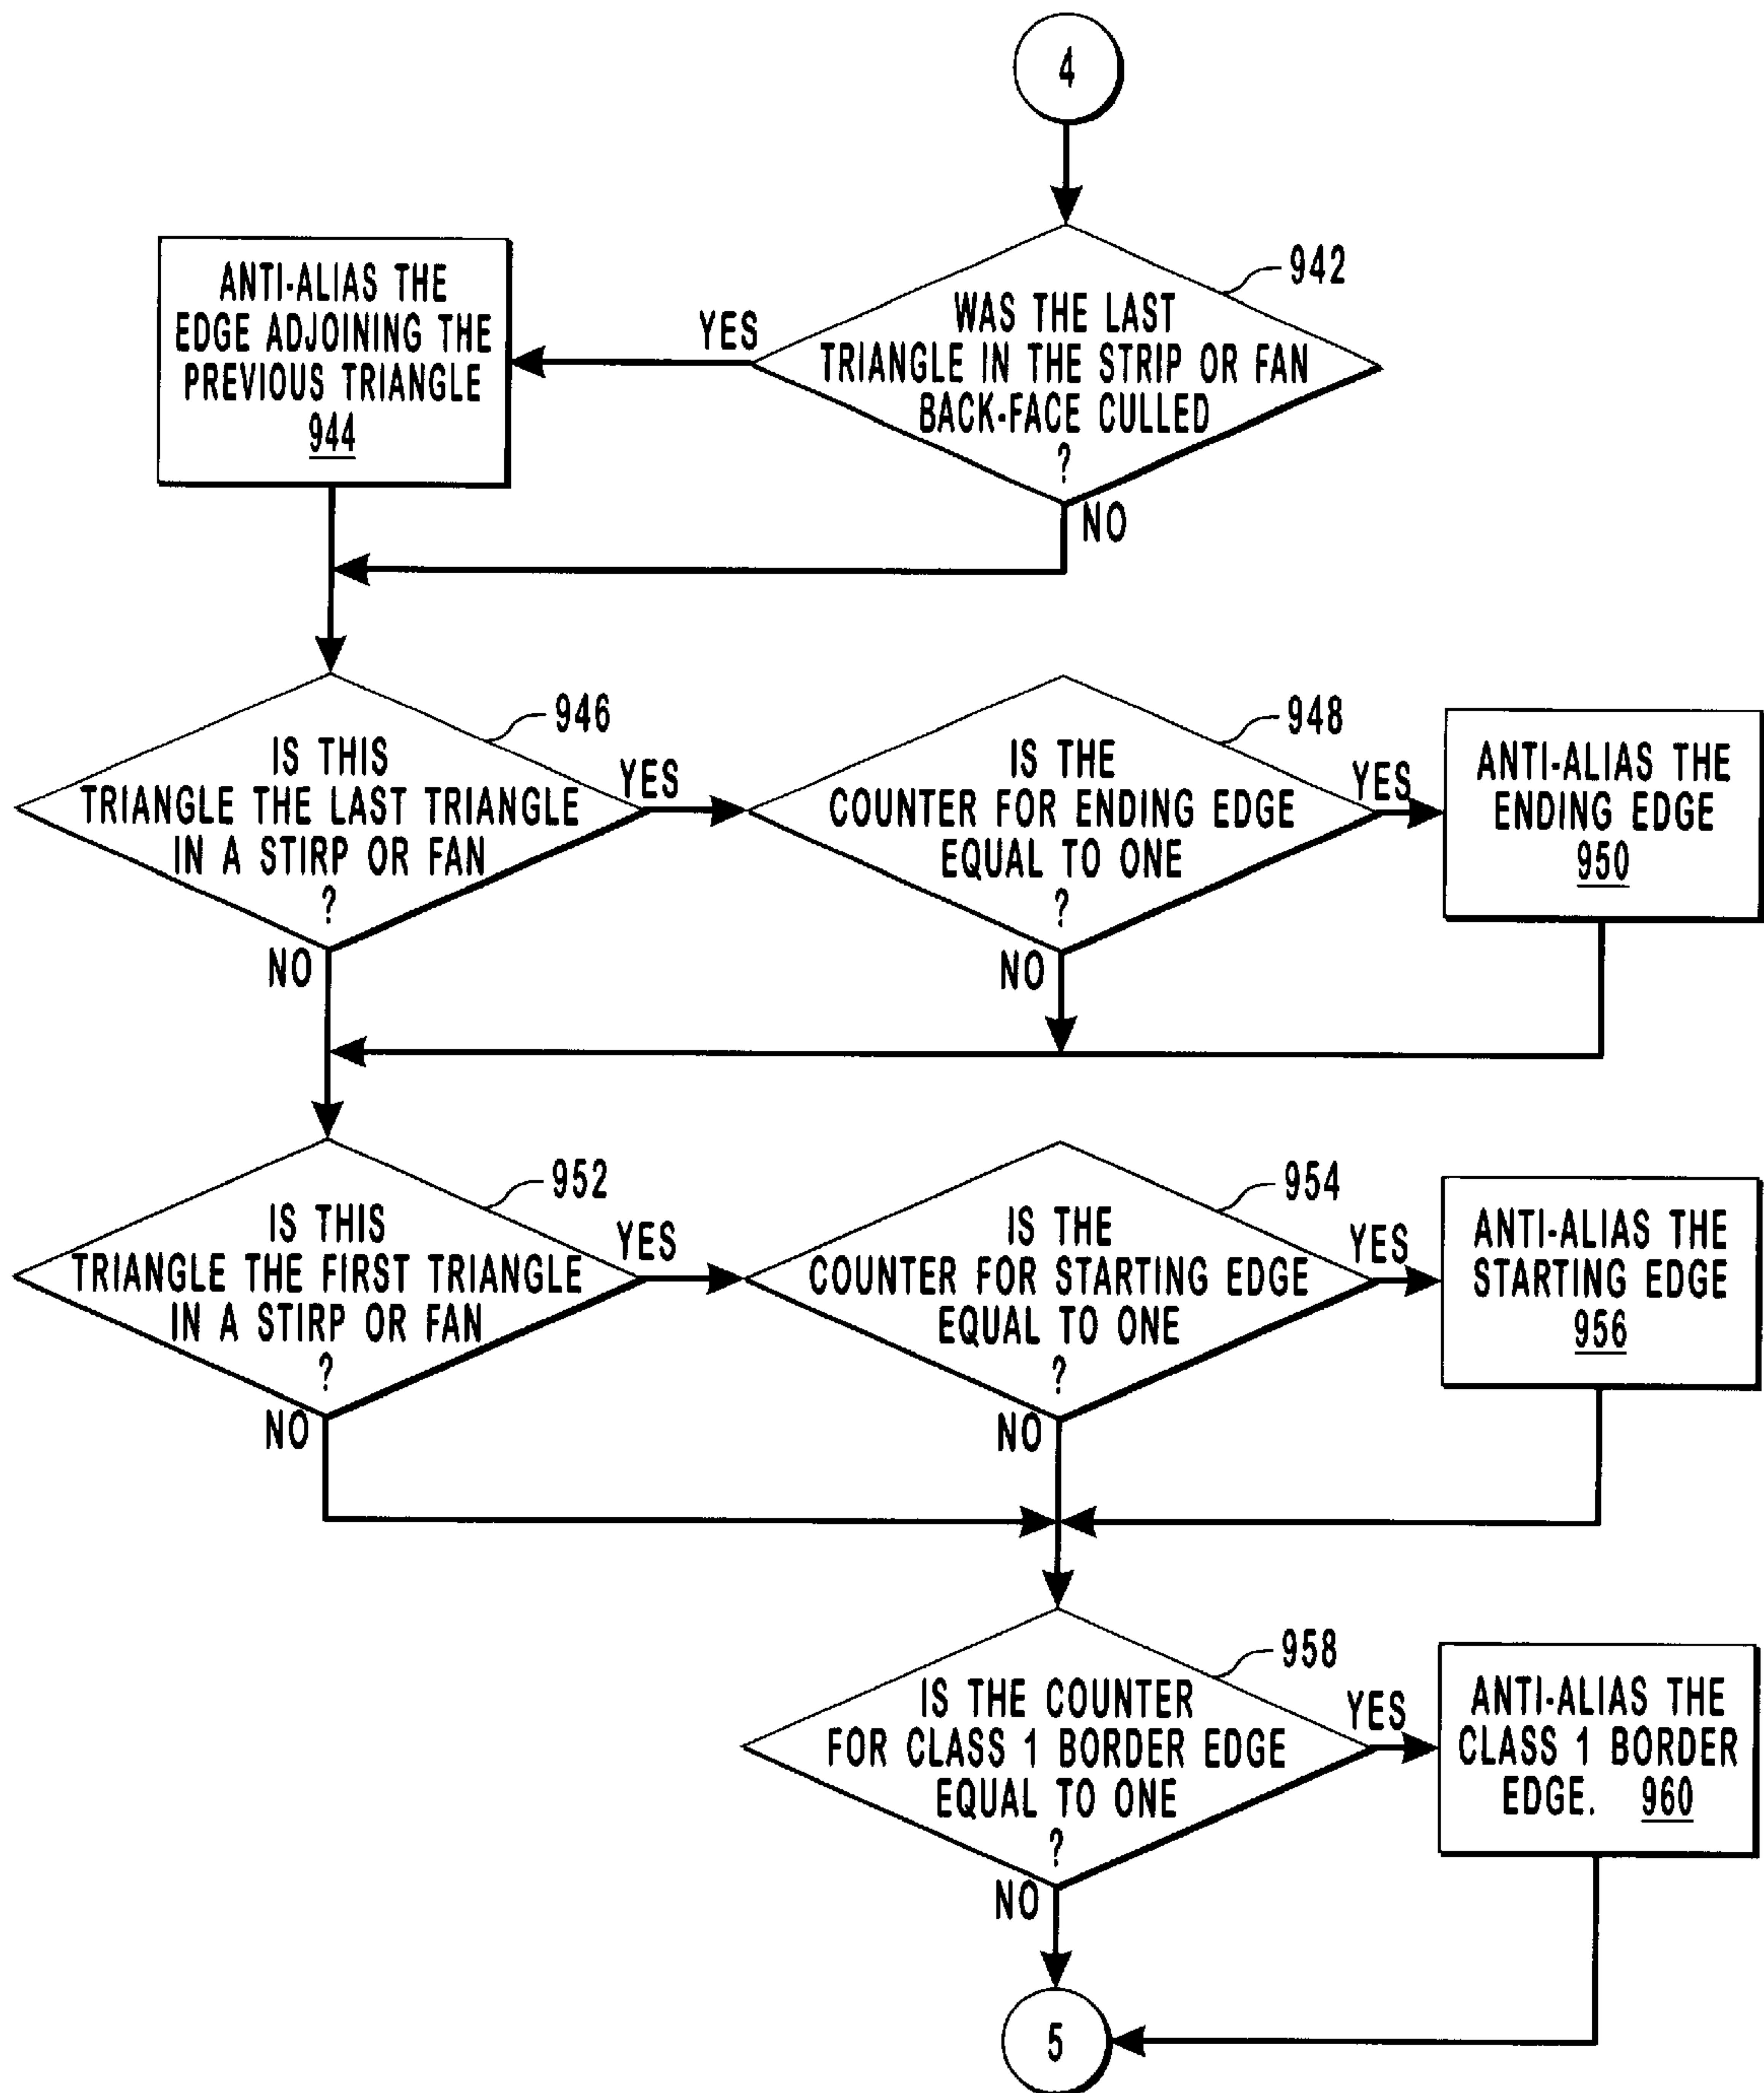 4
942
WAS THE LAST
TRIANGLE IN THE STRIP OR FAN
BACK-FACE CULLED
?
YES
NO
ANTI-ALIAS THE
EDGE ADJOINING THE
PREVIOUS TRIANGLE
944
946
IS THIS
TRIANGLE THE LAST TRIANGLE
IN A STIRP OR FAN
?
YES
NO
948
IS THE
COUNTER FOR ENDING EDGE
EQUAL TO ONE
?
YES
NO
ANTI-ALIAS THE
ENDING EDGE
950
952
IS THIS
TRIANGLE THE FIRST TRIANGLE
IN A STIRP OR FAN
?
YES
NO
954
IS THE
COUNTER FOR STARTING EDGE
EQUAL TO ONE
?
YES
NO
ANTI-ALIAS THE
STARTING EDGE
956
958
IS THE COUNTER
FOR CLASS 1 BORDER EDGE
EQUAL TO ONE
?
YES
NO
ANTI-ALIAS THE
CLASS 1 BORDER
EDGE. 960
5